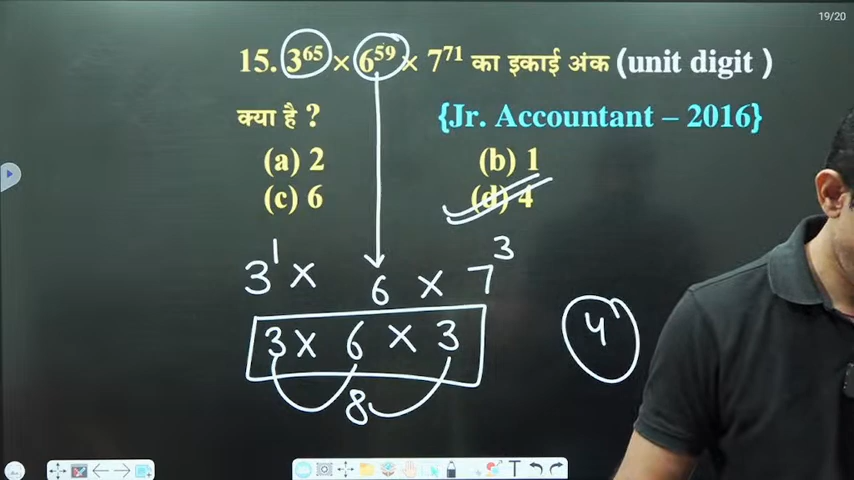 19/20
15. 3⁶⁵ × 6⁵⁹ × 7⁷¹ का इकाई अंक (unit digit )
क्या है ? {Jr. Accountant – 2016}
(a) 2 (b) 1
(c) 6 (d) 4
3¹ × 6 × 7³
3 × 6 × 3
4
8
T